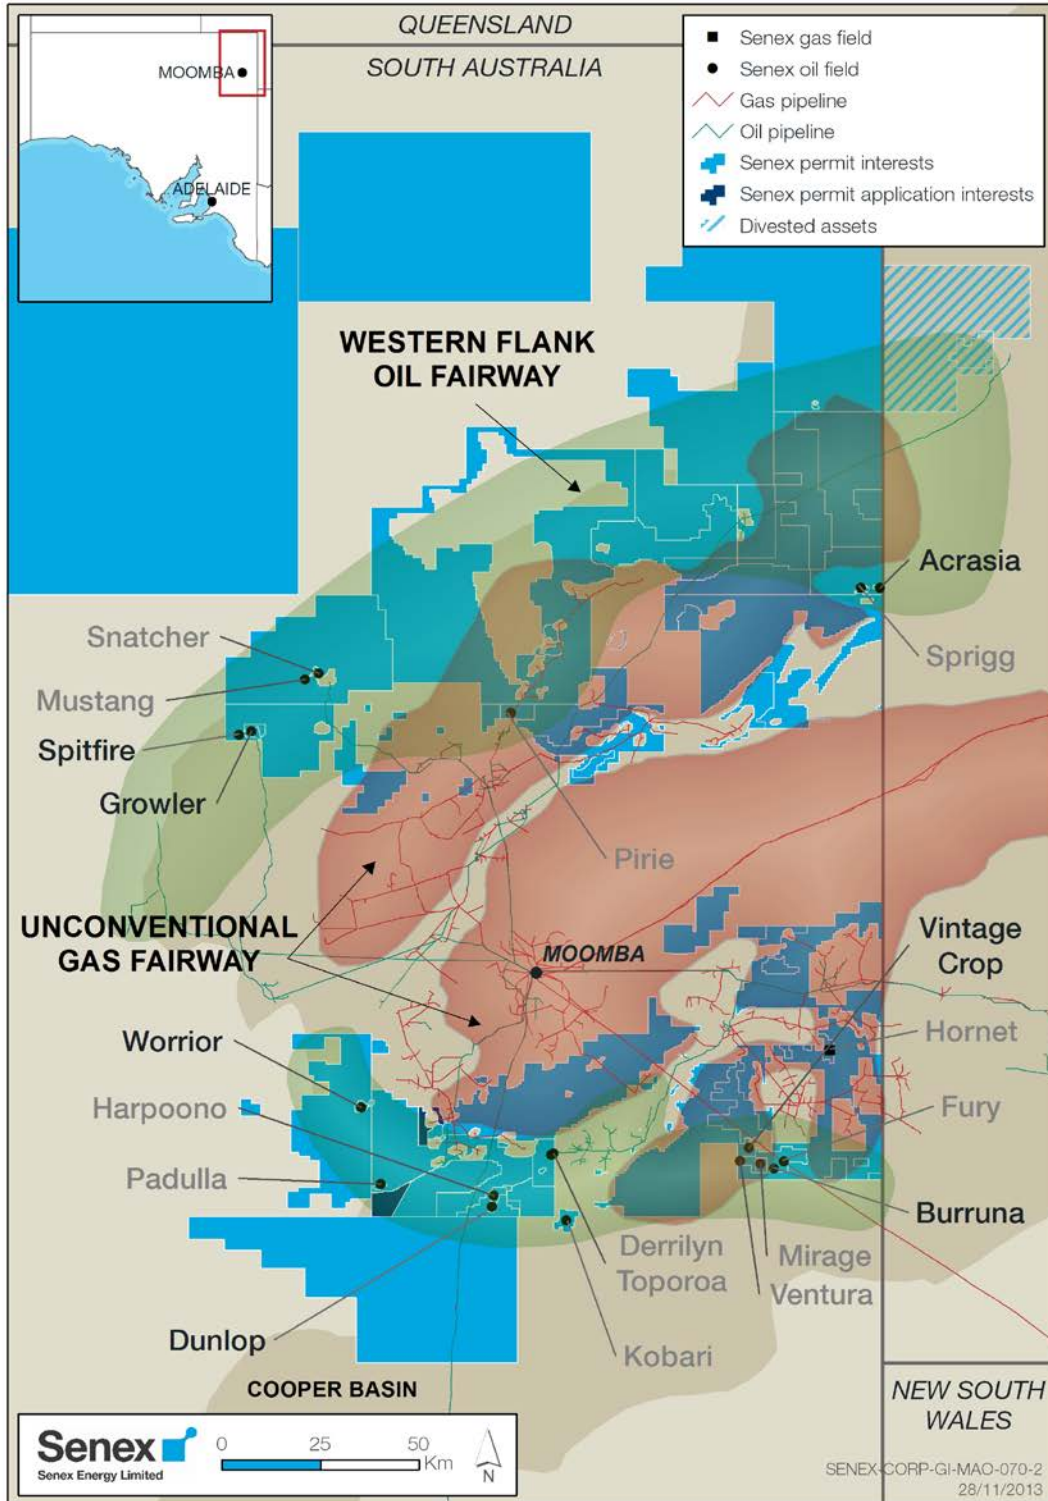 QUEENSLAND
SOUTH AUSTRALIA
MOOMBA
ADELAIDE
Senex gas field
Senex oil field
Gas pipeline
Oil pipeline
Senex permit interests
Senex permit application interests
Divested assets
WESTERN FLANK
OIL FAIRWAY
Acrasia
Sprigg
Snatcher
Mustang
Spitfire
Growler
Pirie
UNCONVENTIONAL
GAS FAIRWAY
MOOMBA
Vintage
Crop
Hornet
Fury
Worrior
Harpoono
Padulla
Burruna
Derrilyn
Toporoa
Mirage
Ventura
Dunlop
Kobari
COOPER BASIN
NEW SOUTH
WALES
Senex
Senex Energy Limited
0 25 50
Km
N
SENEX-CORP-GI-MAO-070-2
28/11/2013